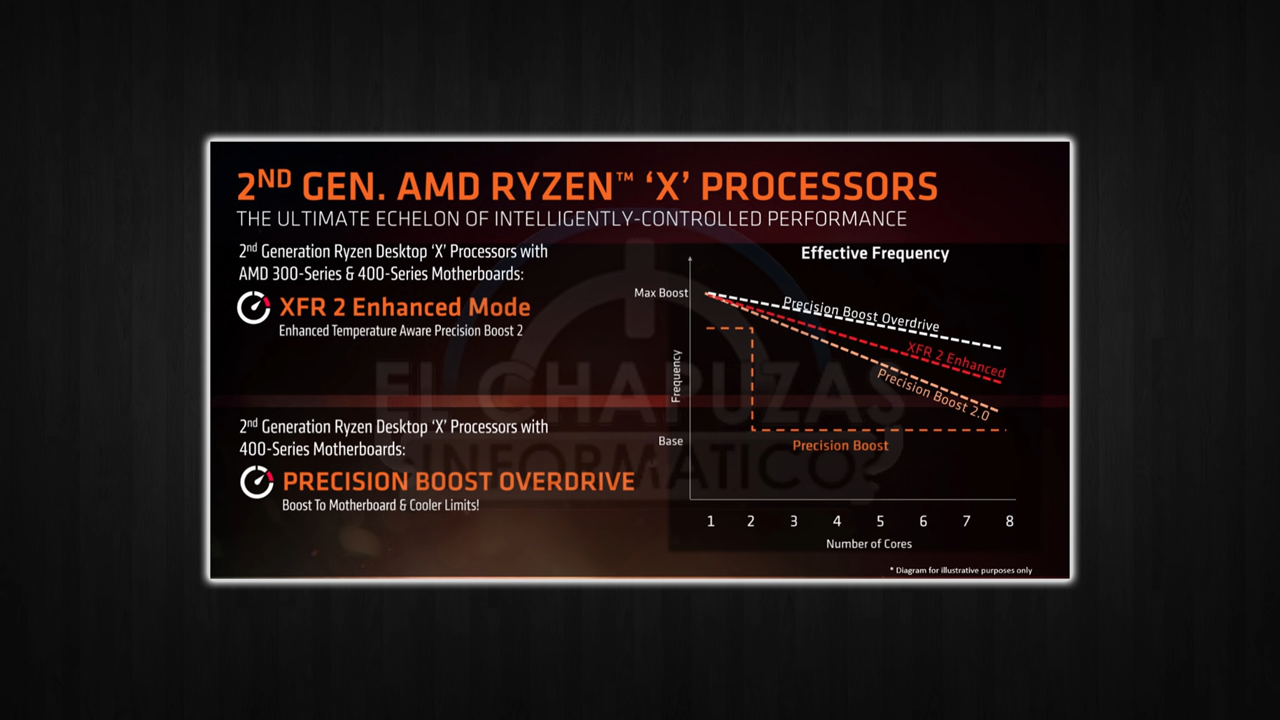 2ND GEN. AMD RYZEN™ ‘X’ PROCESSORS
THE ULTIMATE ECHELON OF INTELLIGENTLY-CONTROLLED PERFORMANCE
2nd Generation Ryzen Desktop ‘X’ Processors with
AMD 300-Series & 400-Series Motherboards:
XFR 2 Enhanced Mode
Enhanced Temperature Aware Precision Boost 2
2nd Generation Ryzen Desktop ‘X’ Processors with
400-Series Motherboards:
PRECISION BOOST OVERDRIVE
Boost To Motherboard & Cooler Limits!
Effective Frequency
Max Boost
Frequency
Base
Precision Boost Overdrive
XFR 2 Enhanced
Precision Boost 2.0
Precision Boost
1 2 3 4 5 6 7 8
Number of Cores
* Diagram for illustrative purposes only
EL CHAPUZAS
INFORMÁTICO